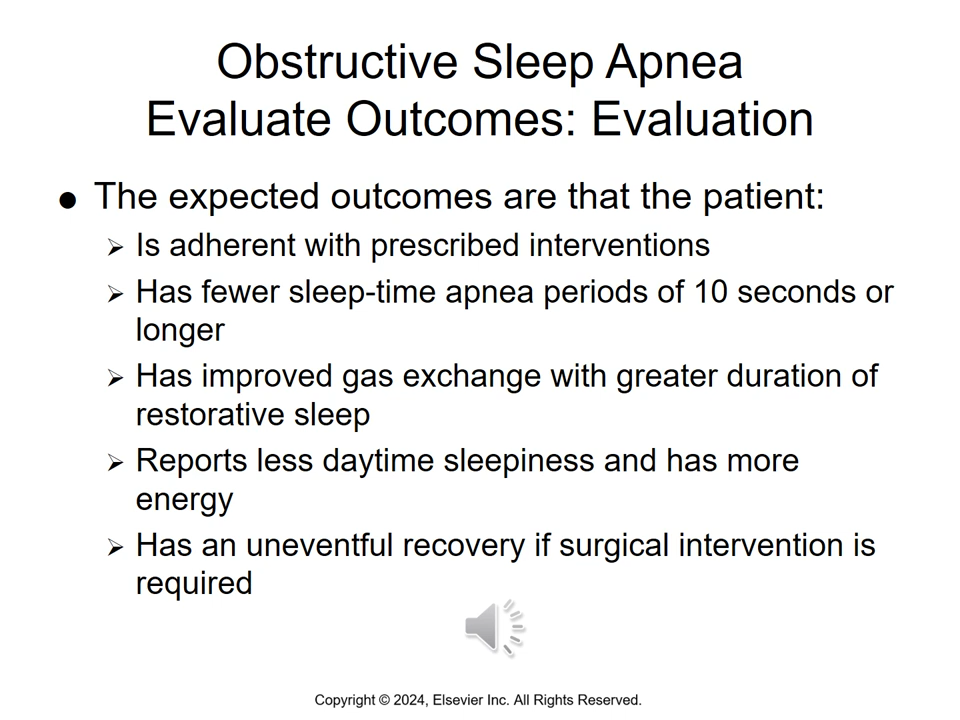 Obstructive Sleep Apnea
Evaluate Outcomes: Evaluation
● The expected outcomes are that the patient:
➢ Is adherent with prescribed interventions
➢ Has fewer sleep-time apnea periods of 10 seconds or
longer
➢ Has improved gas exchange with greater duration of
restorative sleep
➢ Reports less daytime sleepiness and has more
energy
➢ Has an uneventful recovery if surgical intervention is
required
Copyright © 2024, Elsevier Inc. All Rights Reserved.